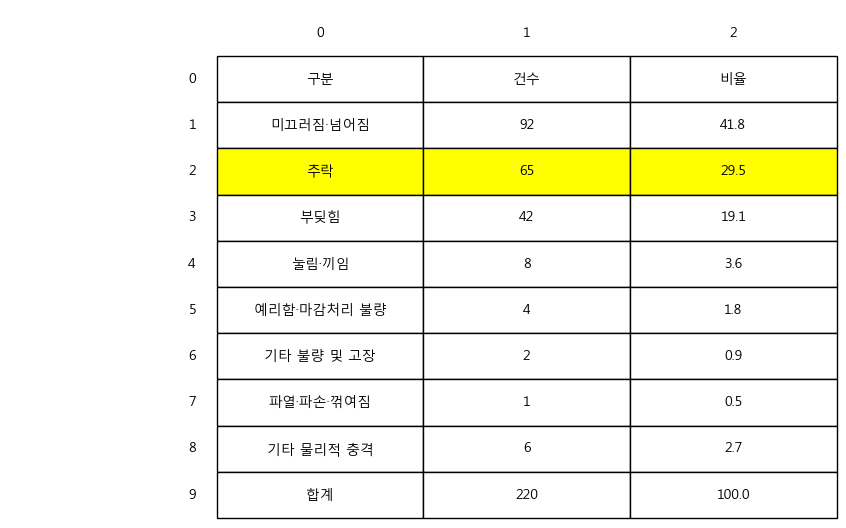 0 1 2
0 구분 건수 비율
1 미끄러짐·넘어짐 92 41.8
2 추락 65 29.5
3 부딪힘 42 19.1
4 눌림·끼임 8 3.6
5 예리함·마감처리 불량 4 1.8
6 기타 불량 및 고장 2 0.9
7 파열·파손·꺾여짐 1 0.5
8 기타 물리적 충격 6 2.7
9 합계 220 100.0